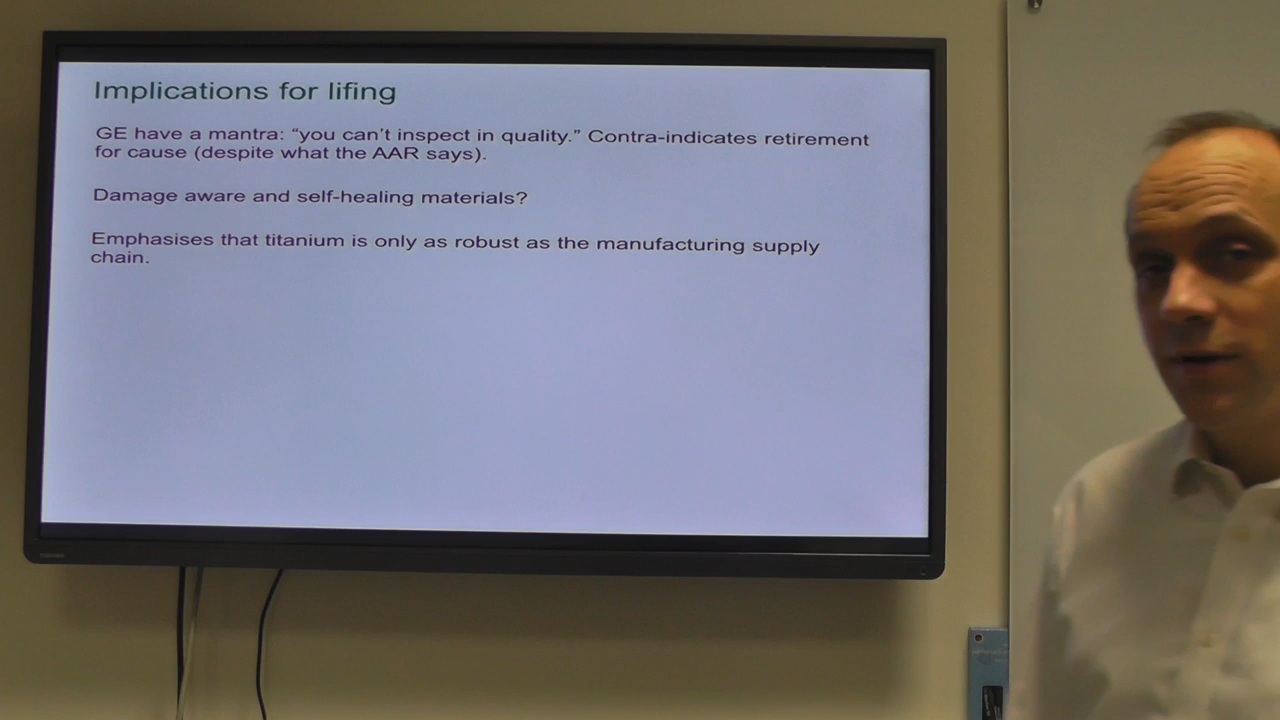 Implications for lifing
GE have a mantra: “you can’t inspect in quality.” Contra-indicates retirement
for cause (despite what the AAR says).
Damage aware and self-healing materials?
Emphasises that titanium is only as robust as the manufacturing supply
chain.
TOSHIBA